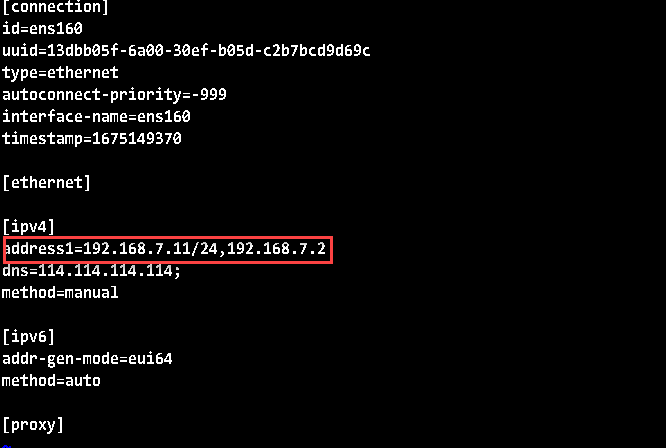 [connection]
id=ens160
uuid=13dbb05f-6a00-30ef-b05d-c2b7bcd9d69c
type=ethernet
autoconnect-priority=-999
interface-name=ens160
timestamp=1675149370
[ethernet]
[ipv4]
address1=192.168.7.11/24,192.168.7.2
dns=114.114.114.114;
method=manual
[ipv6]
addr-gen-mode=eui64
method=auto
[proxy]